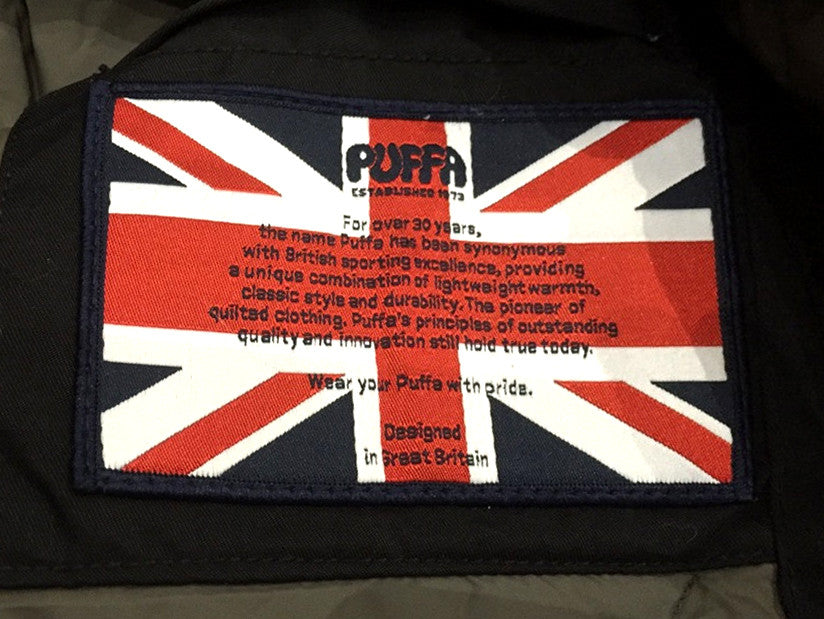 PUFFA
ESTABLISHED 1973
For over 30 years,
the name Puffa has been synonymous
with British sporting excellence, providing
a unique combination of lightweight warmth,
classic style and durability. The pioneer of
quilted clothing, Puffa's principles of outstanding
quality and innovation still hold true today.
Wear your Puffa with pride.
Designed
in Great Britain